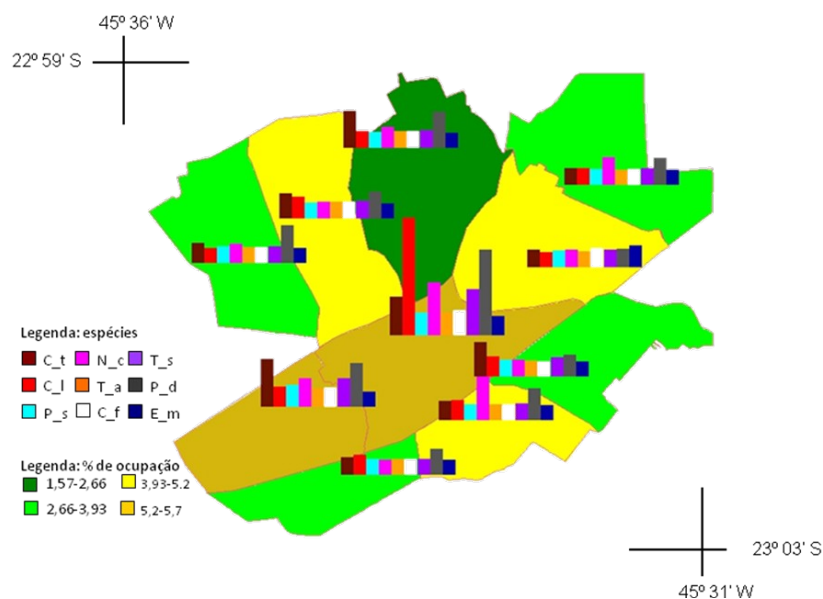 45º 36' W
22º 59' S
Legenda: espécies
C_t N_c T_s
C_l T_a P_d
P_s C_f E_m
Legenda: % de ocupação
1,57-2,66 3,93-5.2
2,66-3,93 5,2-5,7
23º 03' S
45º 31' W